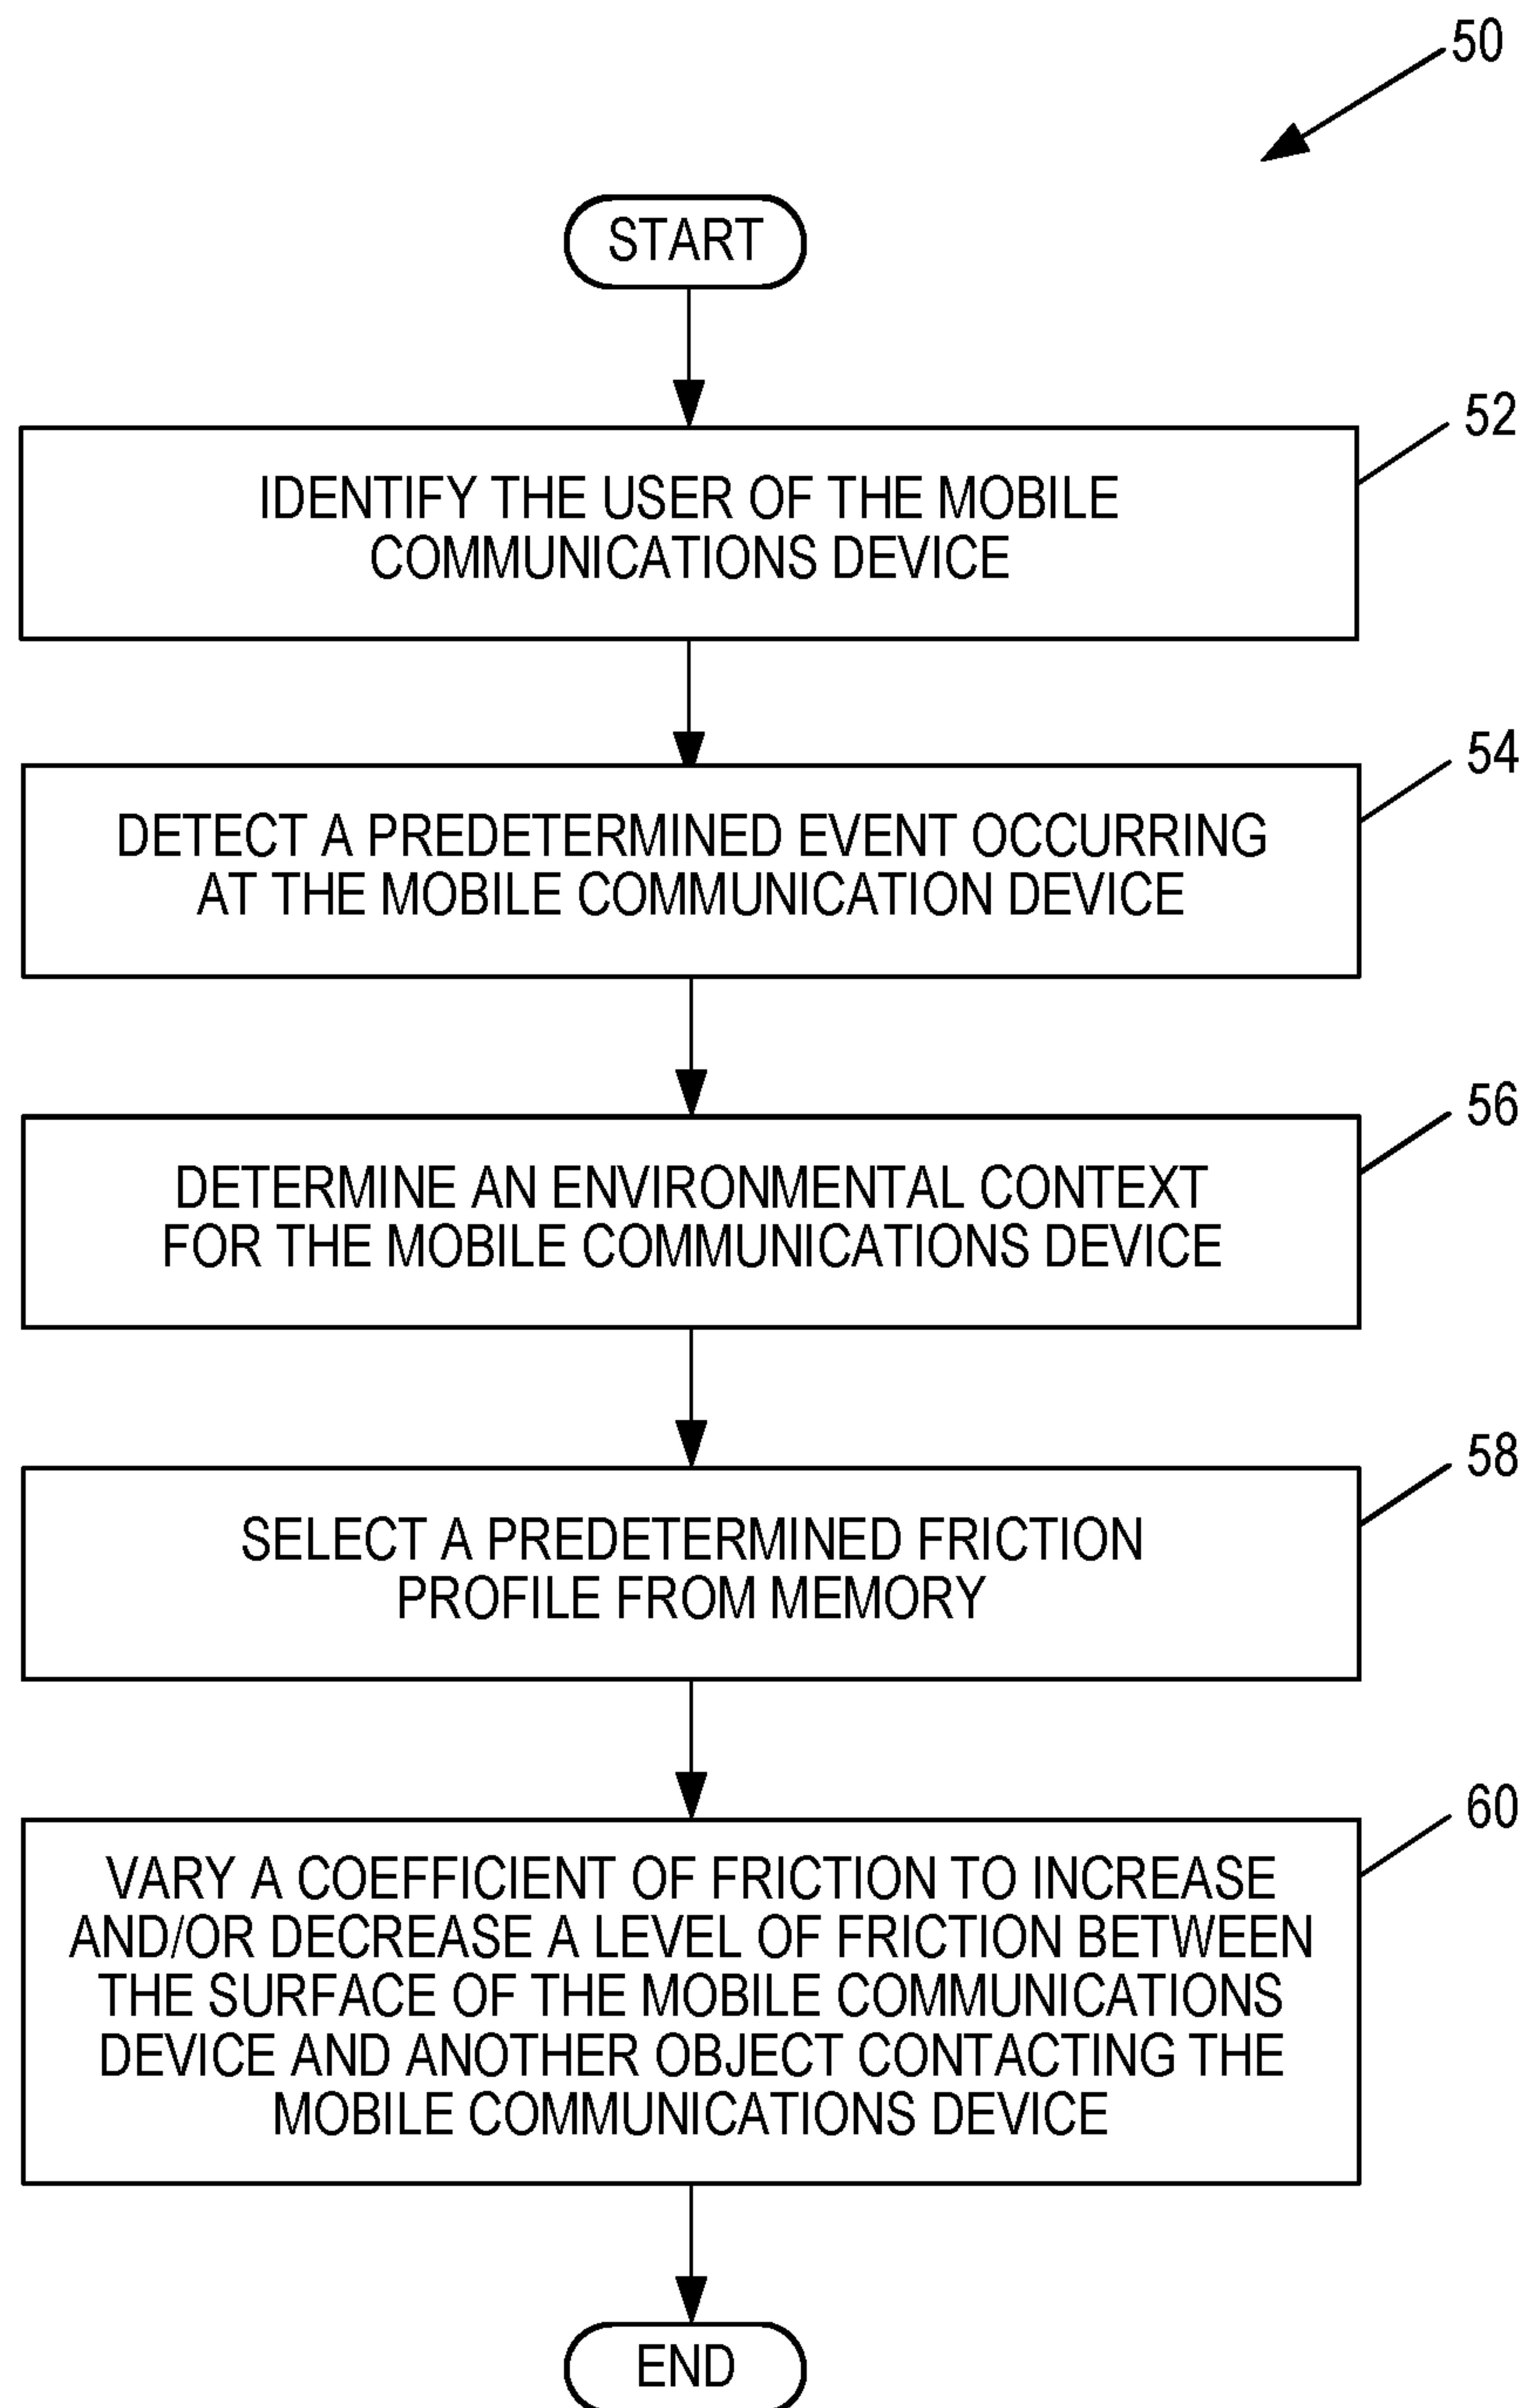 50
START
52
IDENTIFY THE USER OF THE MOBILE
COMMUNICATIONS DEVICE
54
DETECT A PREDETERMINED EVENT OCCURRING
AT THE MOBILE COMMUNICATION DEVICE
56
DETERMINE AN ENVIRONMENTAL CONTEXT
FOR THE MOBILE COMMUNICATIONS DEVICE
58
SELECT A PREDETERMINED FRICTION
PROFILE FROM MEMORY
60
VARY A COEFFICIENT OF FRICTION TO INCREASE
AND/OR DECREASE A LEVEL OF FRICTION BETWEEN
THE SURFACE OF THE MOBILE COMMUNICATIONS
DEVICE AND ANOTHER OBJECT CONTACTING THE
MOBILE COMMUNICATIONS DEVICE
END